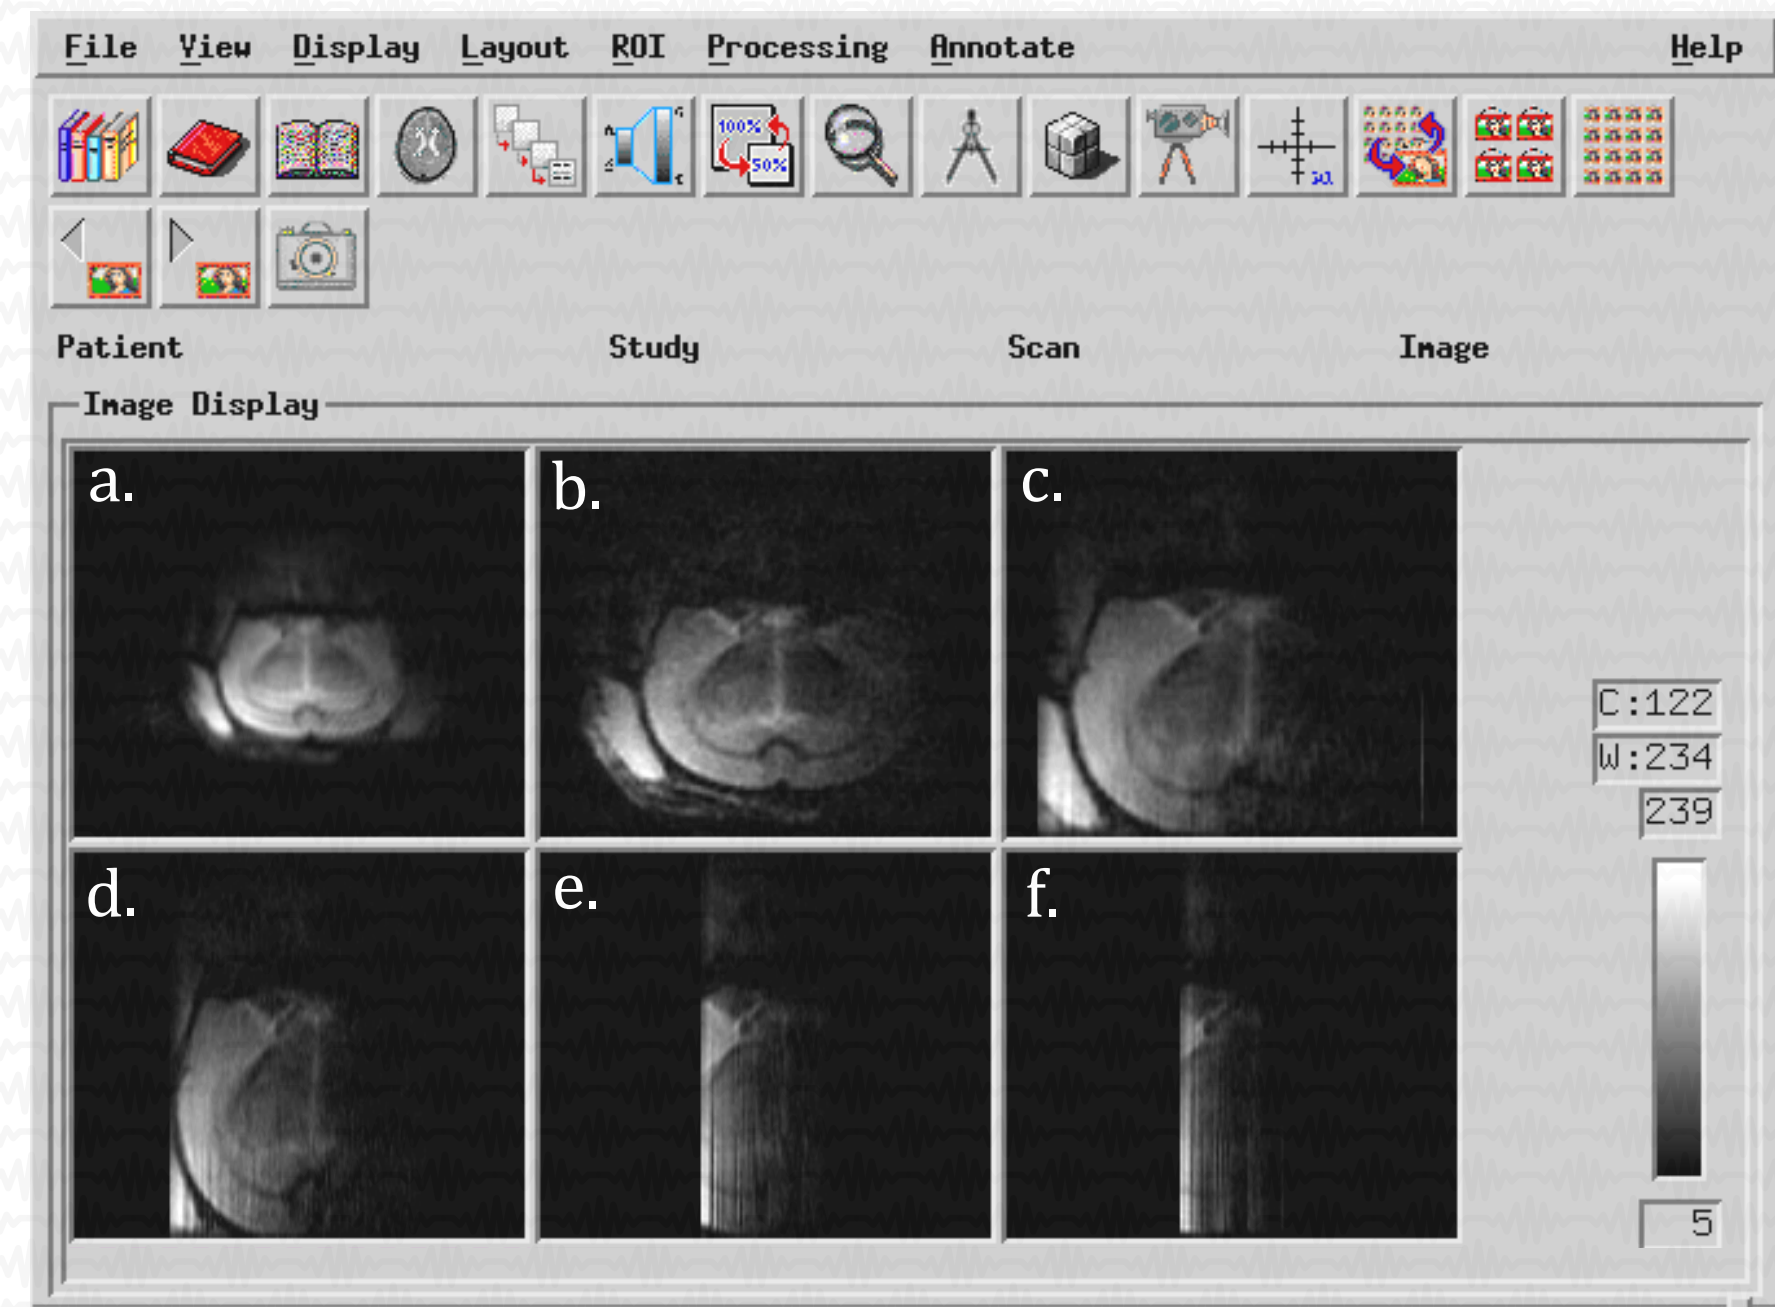 File View Display Layout ROI Processing Annotate Help
100%
50%
Patient Study Scan Image
Image Display
a. b. c.
C:122
W:234
239
d. e. f.
5